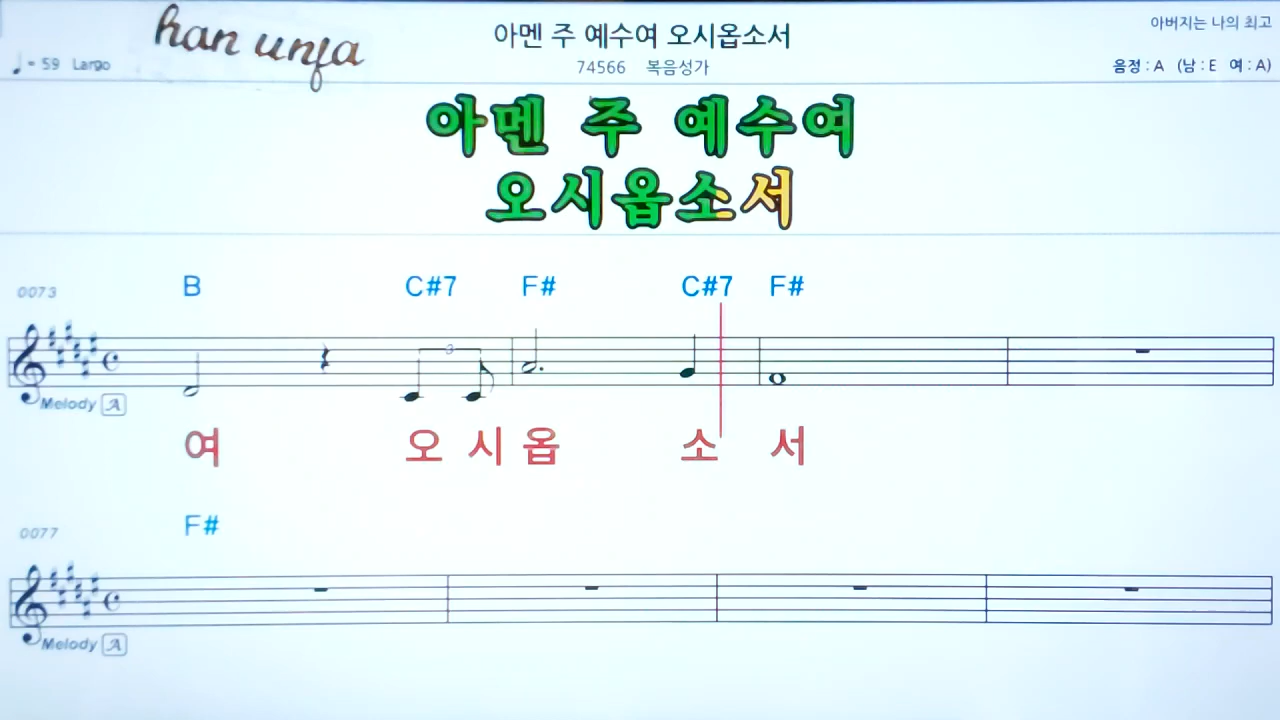 han unja
아멘 주 예수여 오시옵소서
아버지는 나의 최고
♩= 59 Largo
74566 복음성가
음정 : A (남 : E 여 : A)
아멘 주 예수여
오시옵소서
0073
B C#7 F# C#7 F#
3
Melody A
여 오 시 옵 소 서
0077
F#
Melody A